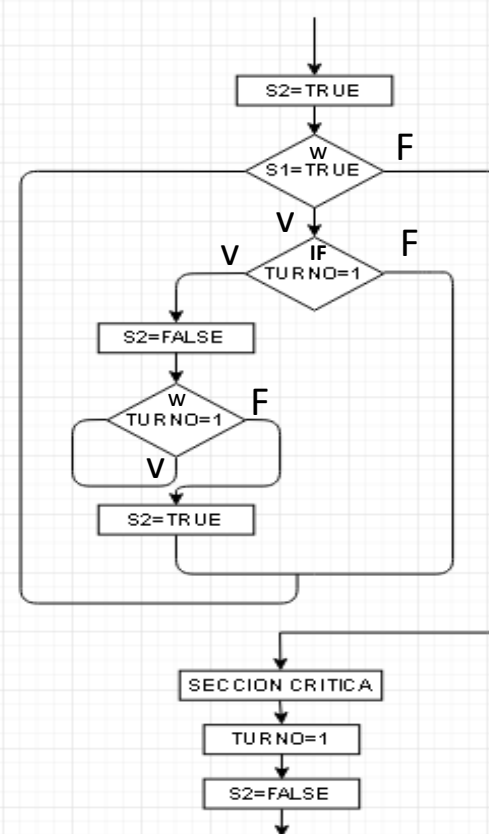 S2=TRUE
W
S1=TRUE
F
V
IF
TURNO=1
V
F
S2=FALSE
W
TURNO=1
F
V
S2=TRUE
SECCION CRITICA
TURNO=1
S2=FALSE